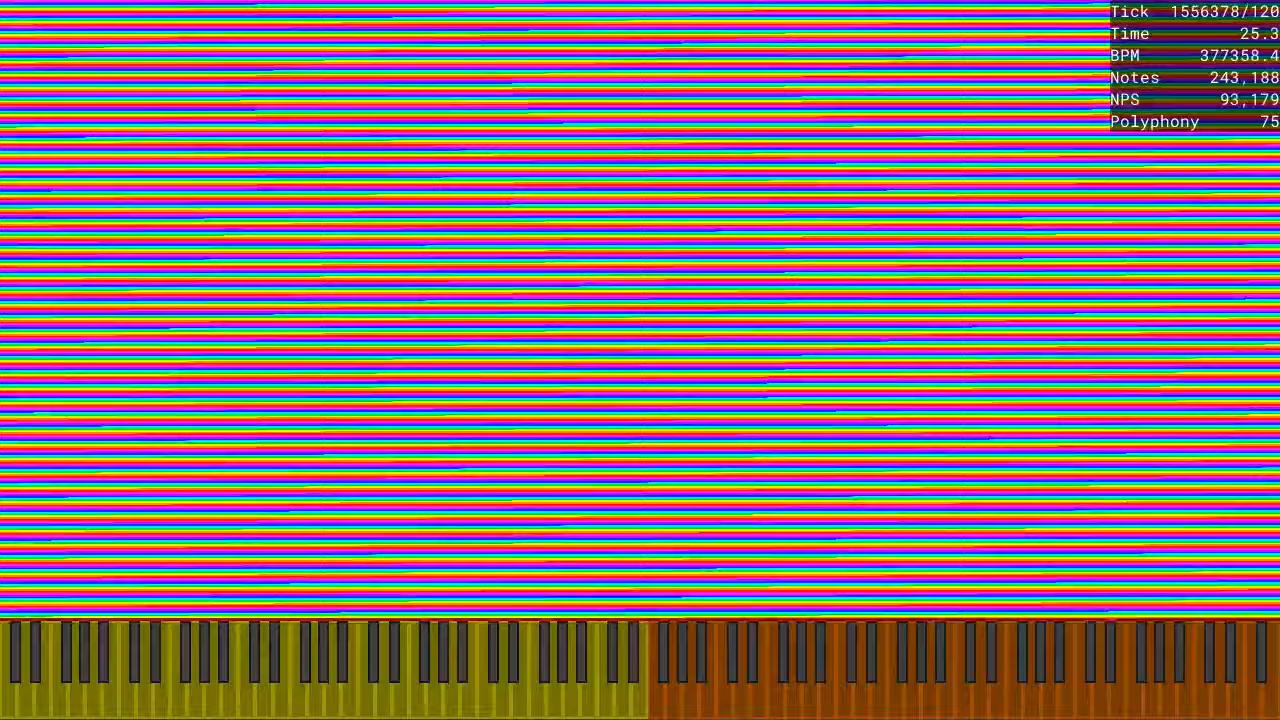 Tick 1556378/120
Time 25.3
BPM 377358.4
Notes 243,188
NPS 93,179
Polyphony 75